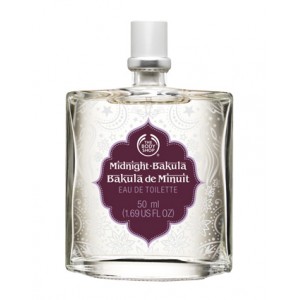 THE
BODY
SHOP
Midnight·Bakula
Bakula de Minuit
EAU DE TOILETTE
50 ml
(1.69 US FL OZ)